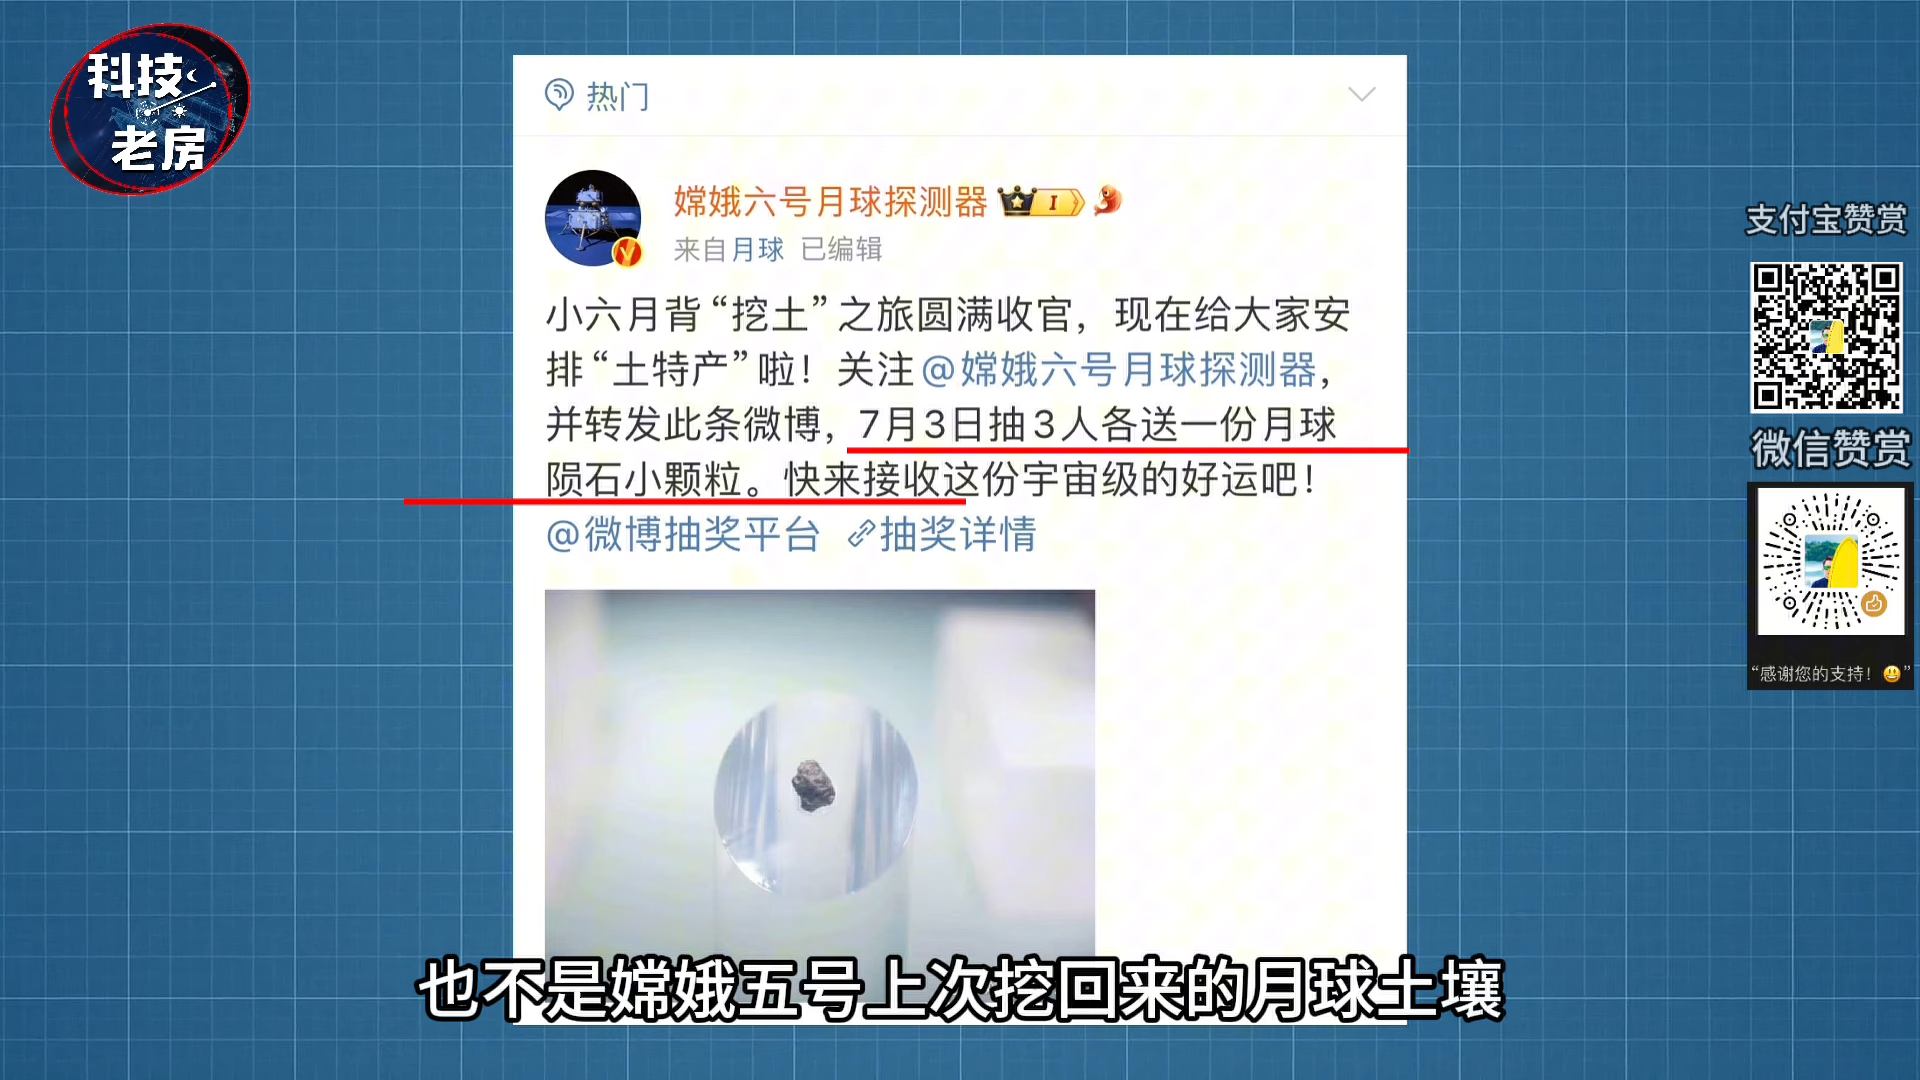 科技
老房
热门
嫦娥六号月球探测器
I
来自月球 已编辑
小六月背“挖土”之旅圆满收官，现在给大家安
排“土特产”啦！关注@嫦娥六号月球探测器，
并转发此条微博，7月3日抽3人各送一份月球
陨石小颗粒。快来接收这份宇宙级的好运吧！
@微博抽奖平台 抽奖详情
支付宝赞赏
微信赞赏
“感谢您的支持！😃”
也不是嫦娥五号上次挖回来的月球土壤